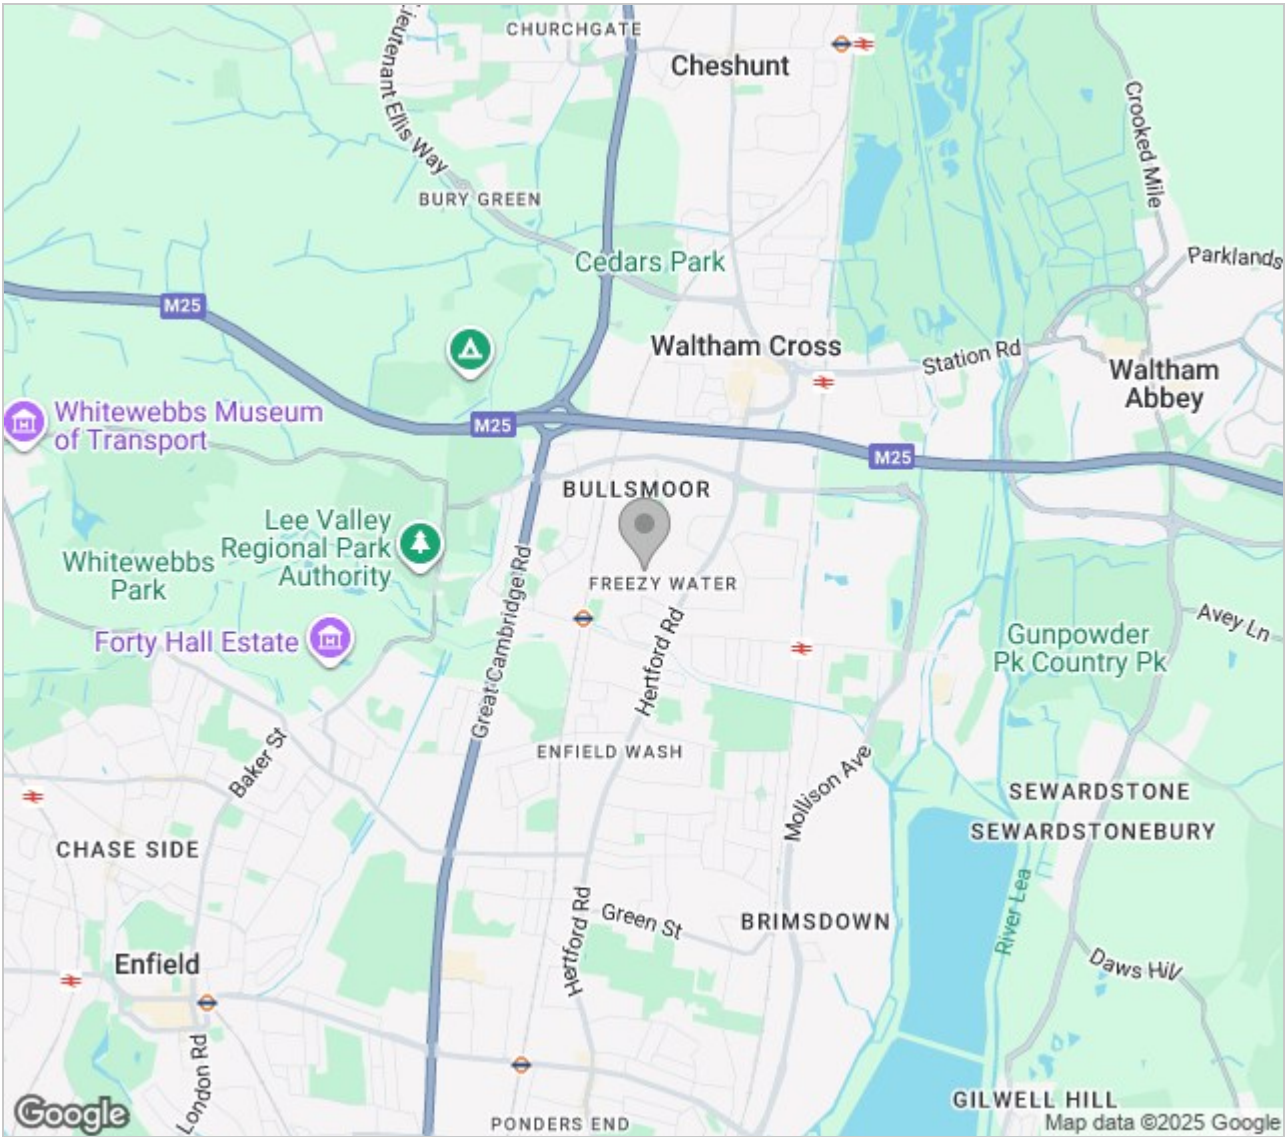 CHURCHGATE
Cheshunt
Lieutenant Ellis Way
Crooked Mile
BURY GREEN
Cedars Park
Parklands
M25
Waltham Cross
Station Rd
Waltham
Abbey
Whitewebbs Museum
of Transport
M25
M25
BULLSMOOR
Lee Valley
Regional Park
Authority
Whitewebbs
Park
FREEZY WATER
Great Cambridge Rd
Hertford Rd
Forty Hall Estate
Avey Ln
Gunpowder
Pk Country Pk
Baker St
ENFIELD WASH
Mollison Ave
SEWARDSTONE
SEWARDSTONEBURY
CHASE SIDE
River Lea
Hertford Rd
Green St
BRIMSDOWN
Enfield
Daws Hill
London Rd
GILWELL HILL
PONDERS END
Google
Map data ©2025 Google